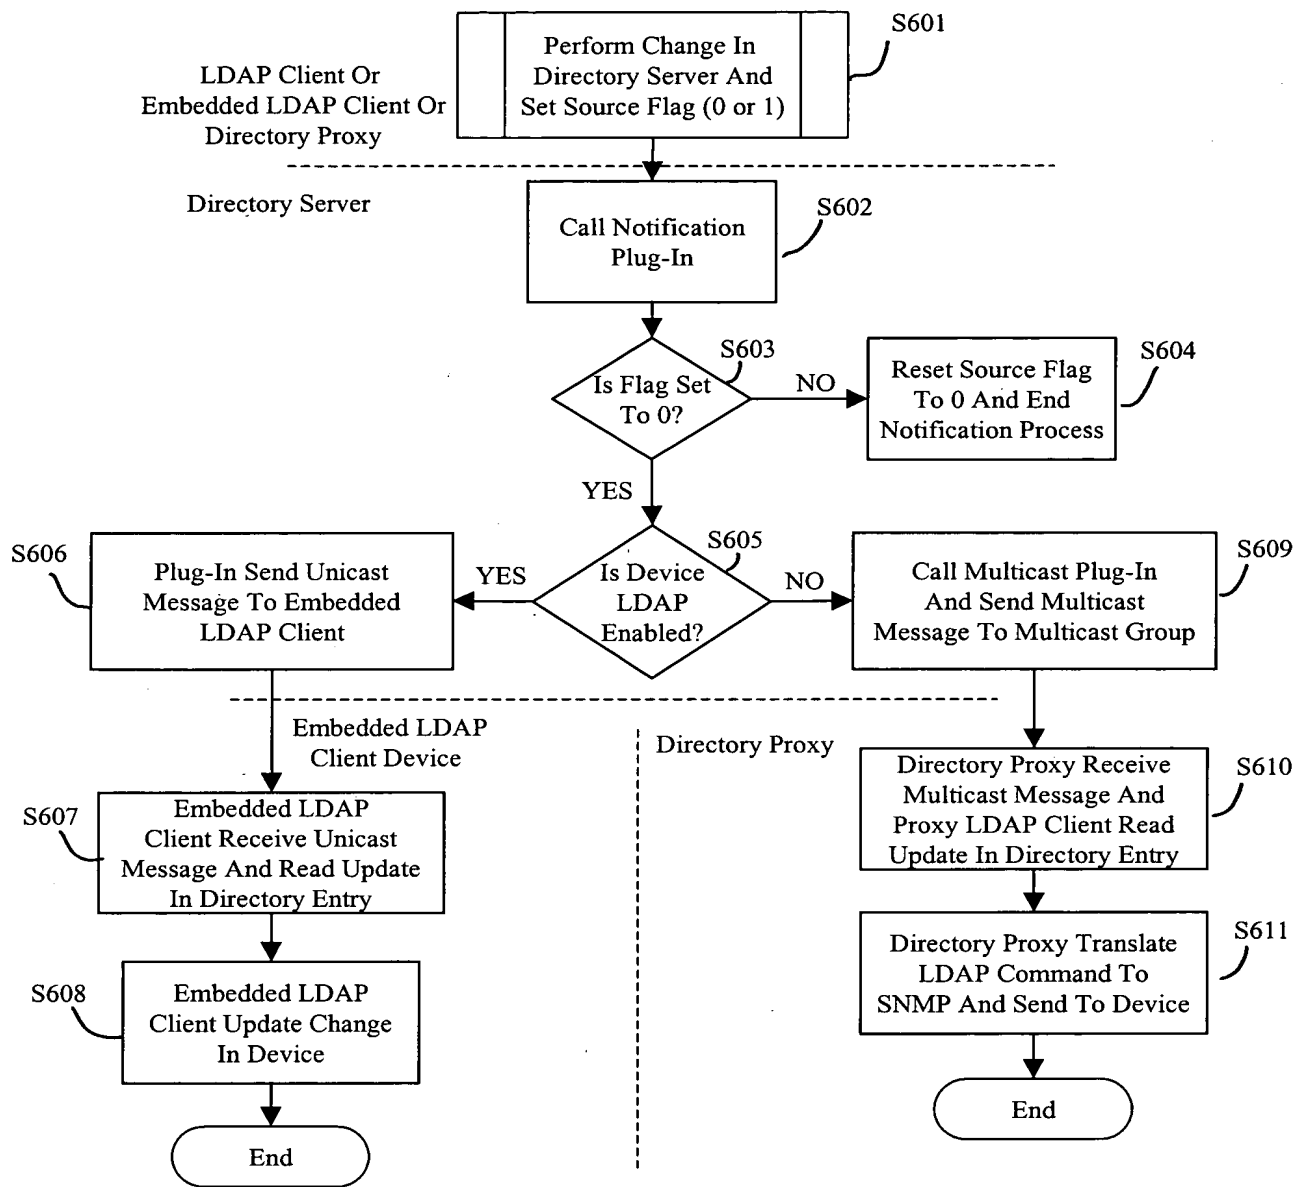 S601
Perform Change In
Directory Server And
Set Source Flag (0 or 1)
LDAP Client Or
Embedded LDAP Client Or
Directory Proxy
Directory Server
S602
Call Notification
Plug-In
S603
Is Flag Set
To 0?
NO
S604
Reset Source Flag
To 0 And End
Notification Process
YES
S605
Is Device
LDAP
Enabled?
YES
NO
S606
Plug-In Send Unicast
Message To Embedded
LDAP Client
S609
Call Multicast Plug-In
And Send Multicast
Message To Multicast Group
Embedded LDAP
Client Device
Directory Proxy
S607
Embedded LDAP
Client Receive Unicast
Message And Read Update
In Directory Entry
S610
Directory Proxy Receive
Multicast Message And
Proxy LDAP Client Read
Update In Directory Entry
S608
Embedded LDAP
Client Update Change
In Device
S611
Directory Proxy Translate
LDAP Command To
SNMP And Send To Device
End
End